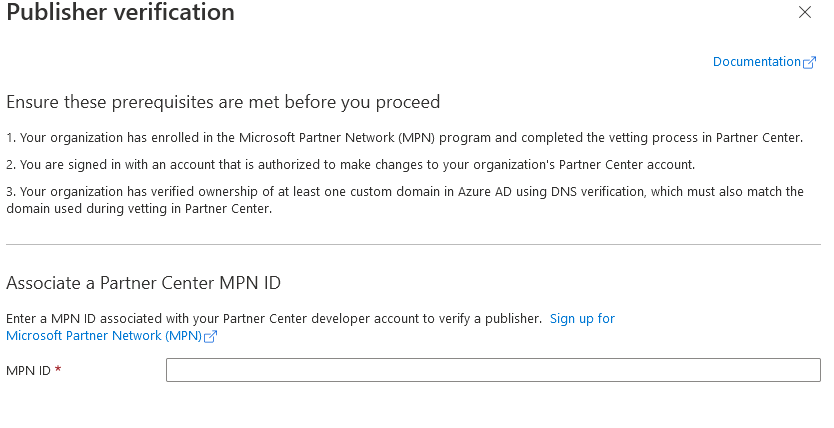 Publisher verification
Documentation
Ensure these prerequisites are met before you proceed
1. Your organization has enrolled in the Microsoft Partner Network (MPN) program and completed the vetting process in Partner Center.
2. You are signed in with an account that is authorized to make changes to your organization's Partner Center account.
3. Your organization has verified ownership of at least one custom domain in Azure AD using DNS verification, which must also match the
domain used during vetting in Partner Center.
Associate a Partner Center MPN ID
Enter a MPN ID associated with your Partner Center developer account to verify a publisher. Sign up for
Microsoft Partner Network (MPN)
MPN ID *